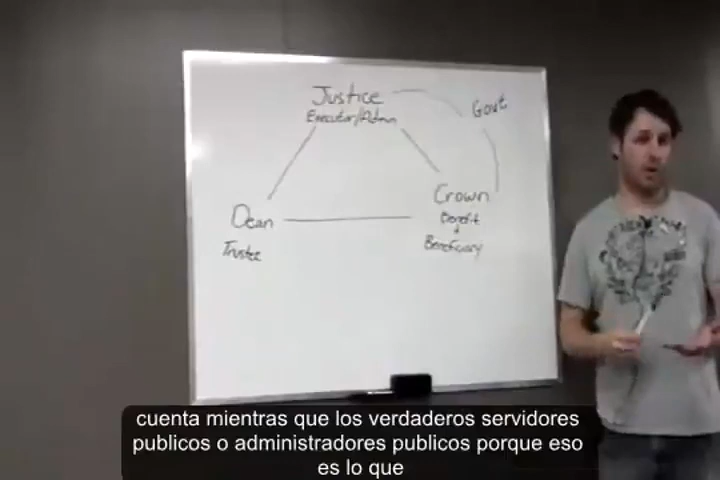 Justice
Executor/Admin
Govt
Crown
Benefit
+
Beneficiary
Dean
Trustee
cuenta mientras que los verdaderos servidores
publicos o administradores publicos porque eso
es lo que